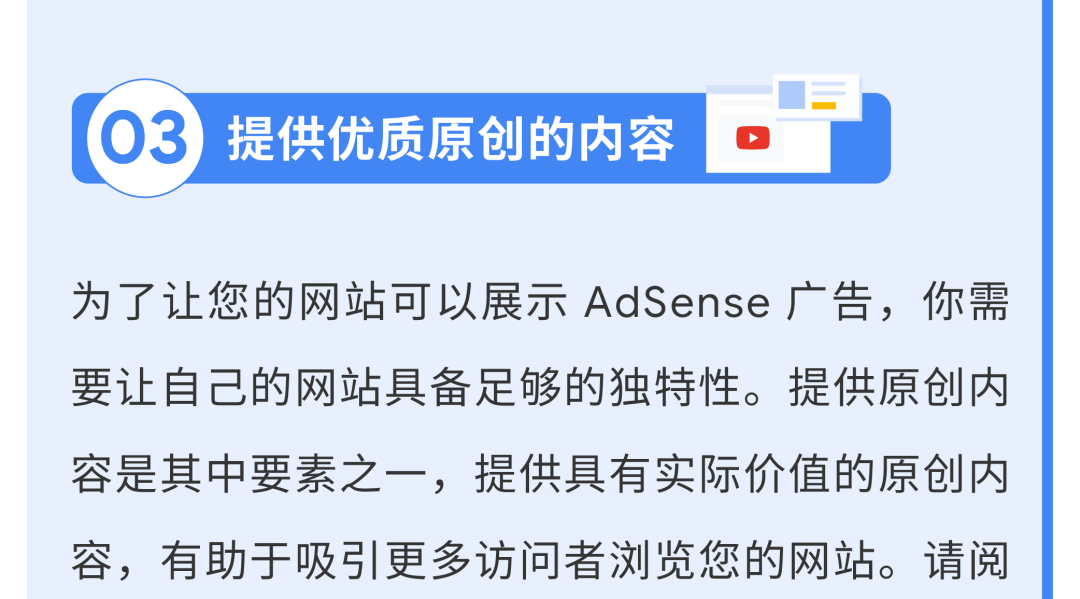 03 提供优质原创的内容
为了让您的网站可以展示 AdSense 广告，你需
要让自己的网站具备足够的独特性。提供原创内
容是其中要素之一，提供具有实际价值的原创内
容，有助于吸引更多访问者浏览您的网站。请阅